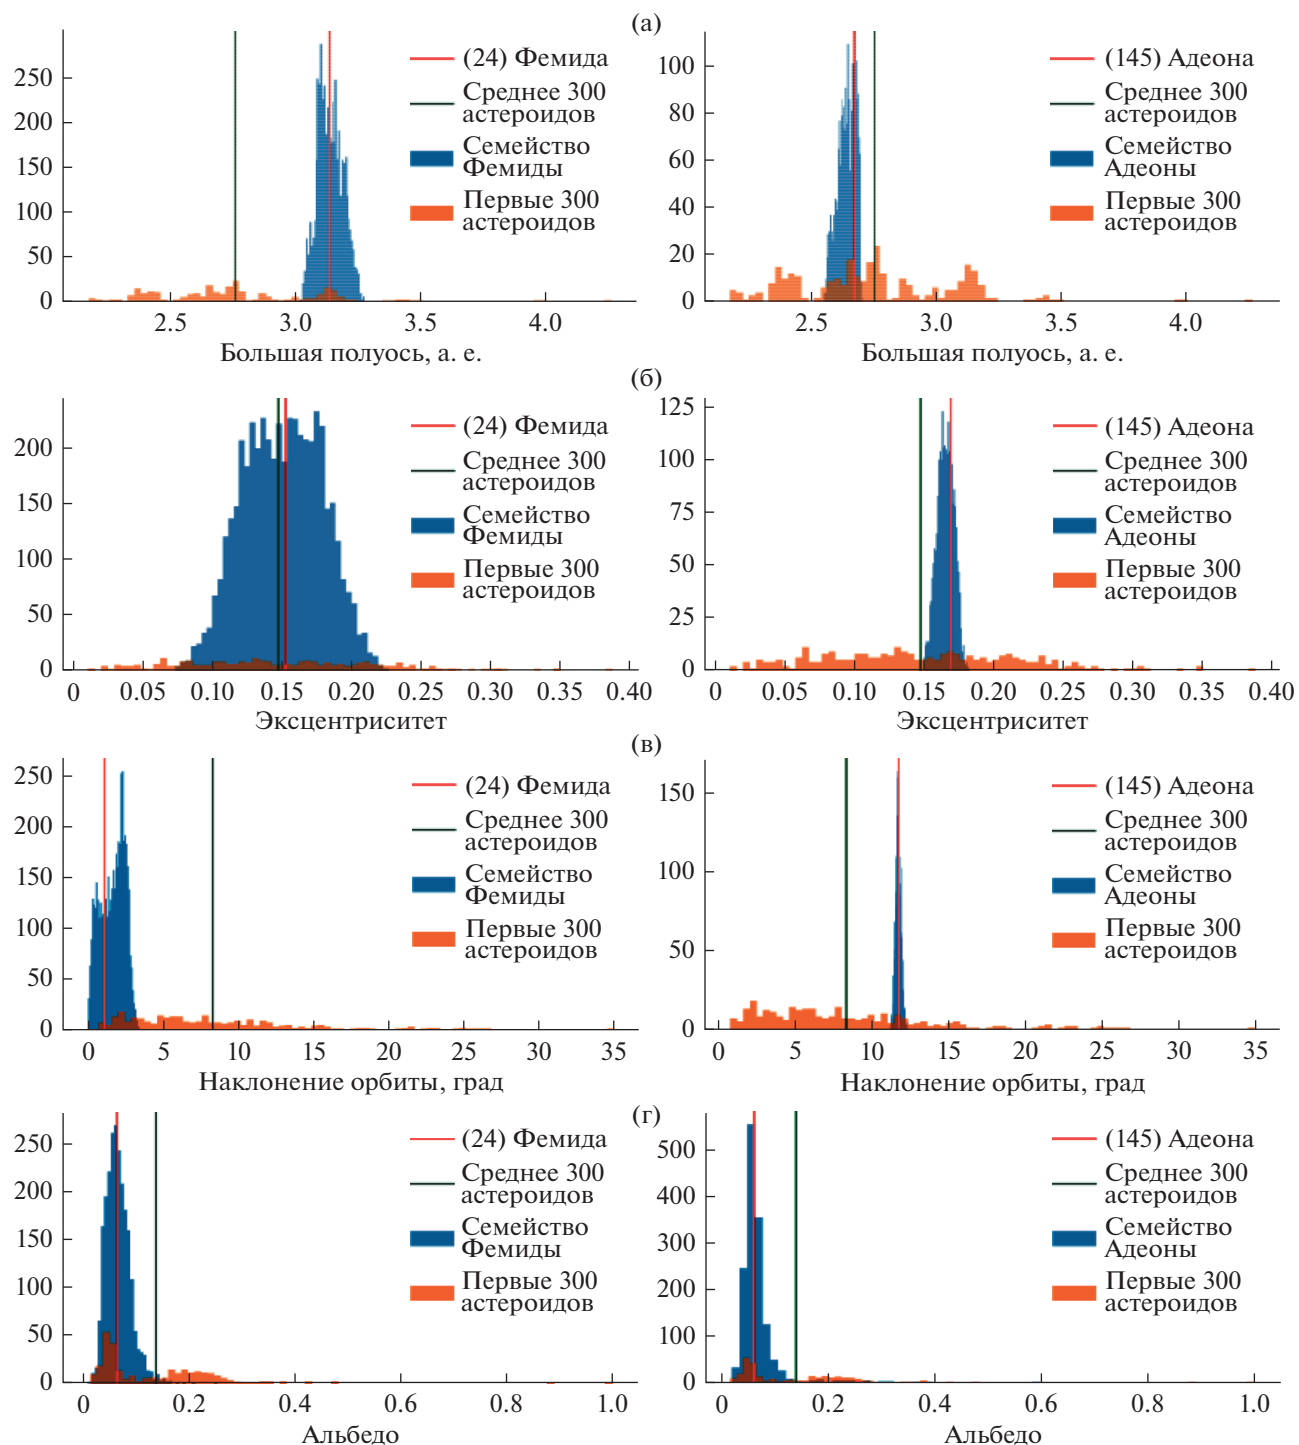 (а)
250
200
150
100
50
0
2.5 3.0 3.5 4.0
Большая полуось, а. е.
(24) Фемида
Среднее 300
астероидов
Семейство
Фемиды
Первые 300
астероидов
100
80
60
40
20
0
2.5 3.0 3.5 4.0
Большая полуось, а. е.
(145) Адеона
Среднее 300
астероидов
Семейство
Адеоны
Первые 300
астероидов
(б)
200
150
200
50
0
0 0.05 0.10 0.15 0.20 0.25 0.30 0.40
Эксцентриситет
(24) Фемида
Среднее 300
астероидов
Семейство
Фемиды
Первые 300
астероидов
125
100
75
50
25
0
0 0.05 0.10 0.15 0.20 0.25 0.30 0.35 0.40
Эксцентриситет
(145) Адеона
Среднее 300
астероидов
Семейство
Адеоны
Первые 300
астероидов
(в)
250
200
150
100
50
0
0 5 10 15 20 25 30 35
Наклонение орбиты, град
(24) Фемида
Среднее 300
астероидов
Семейство
Фемиды
Первые 300
астероидов
150
100
50
0
0 5 10 15 20 25 30 35
Наклонение орбиты, град
(145) Адеона
Среднее 300
астероидов
Семейство
Адеоны
Первые 300
астероидов
(г)
250
200
150
100
50
0
0 0.2 0.4 0.6 0.8 1.0
Альбедо
(24) Фемида
Среднее 300
астероидов
Семейство
Фемиды
Первые 300
астероидов
500
400
300
200
100
0
0 0.2 0.4 0.6 0.8 1.0
Альбедо
(145) Адеона
Среднее 300
астероидов
Семейство
Адеоны
Первые 300
астероидов